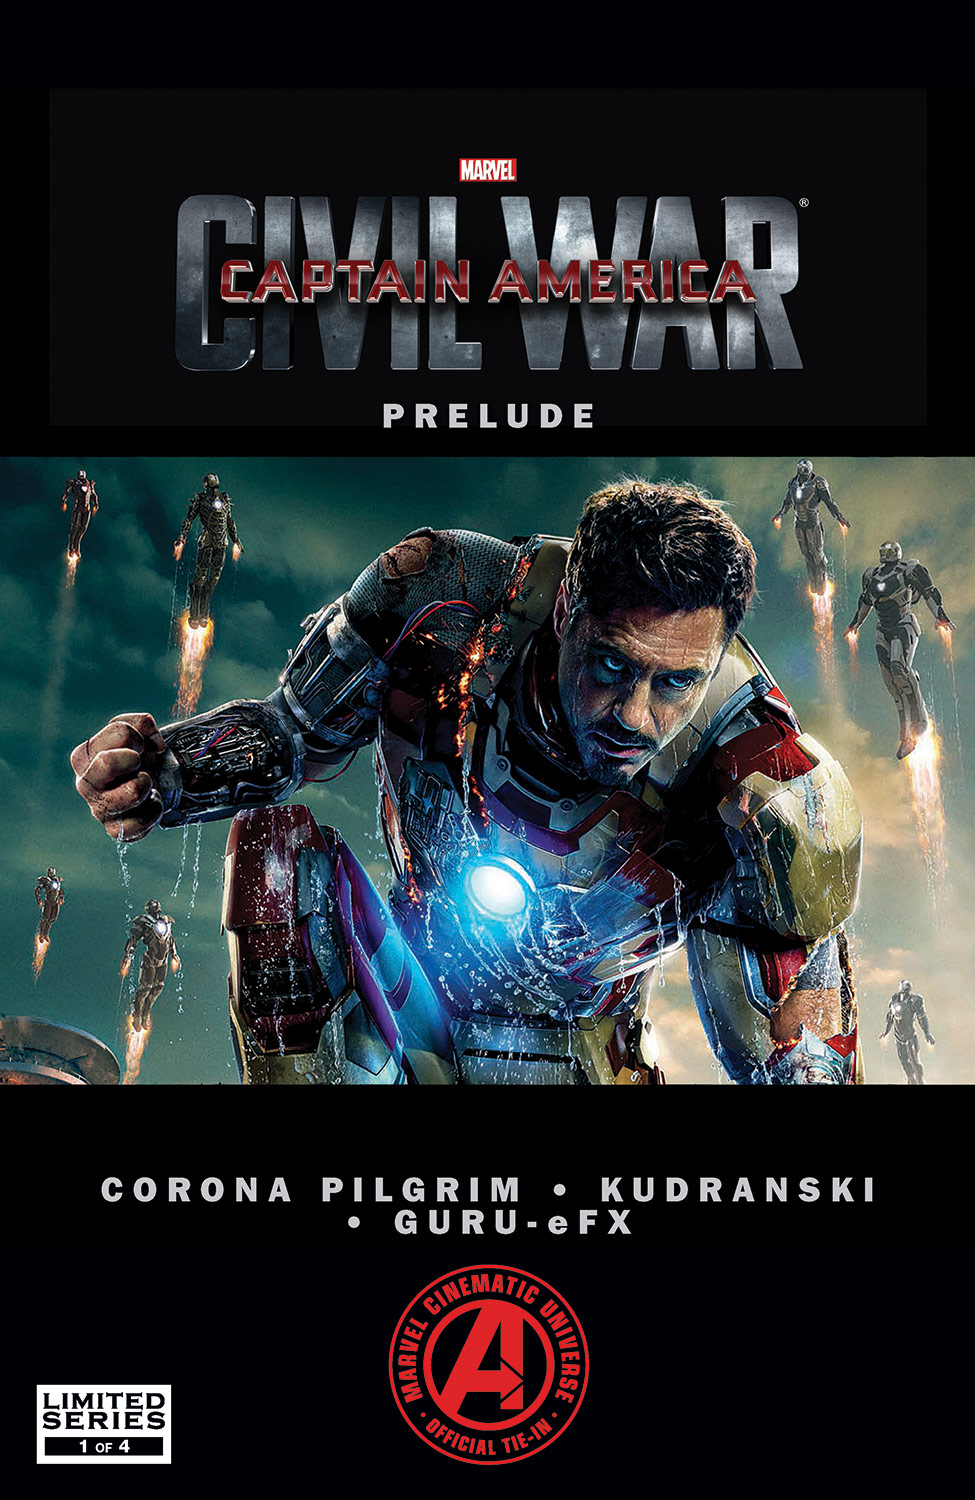 MARVEL
CIVIL WAR®
CAPTAIN AMERICA
PRELUDE
CORONA PILGRIM • KUDRANSKI
• GURU-eFX
MARVEL CINEMATIC UNIVERSE
A
• OFFICIAL TIE-IN •
LIMITED
SERIES
1 OF 4